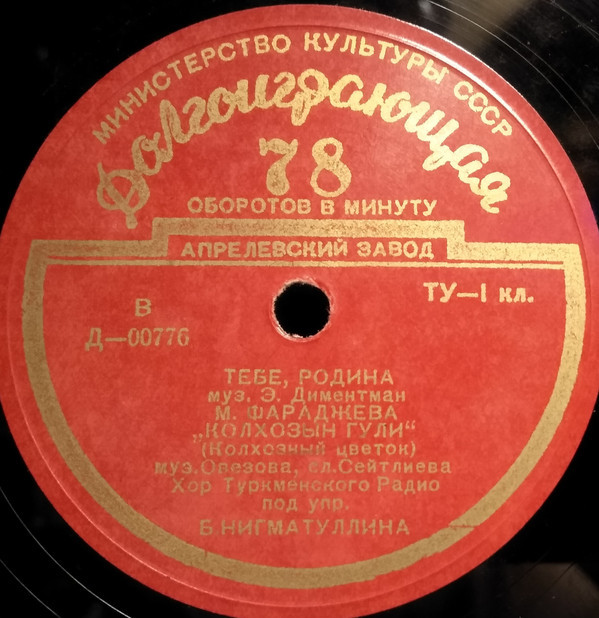 МИНИСТЕРСТВО КУЛЬТУРЫ СССР
Долгоиграющая
78
ОБОРОТОВ В МИНУТУ
АПРЕЛЕВСКИЙ ЗАВОД
В
Д—00776
ТУ—1 кл.
ТЕБЕ, РОДИНА
муз. Э. Диментман
М. ФАРАДЖЕВА
„КОЛХОЗЫН ГУЛИ“
(Колхозный цветок)
муз.Овезова, сл.Сейтлиева
Хор Туркменского Радио
под упр.
Б.НИГМАТУЛЛИНА